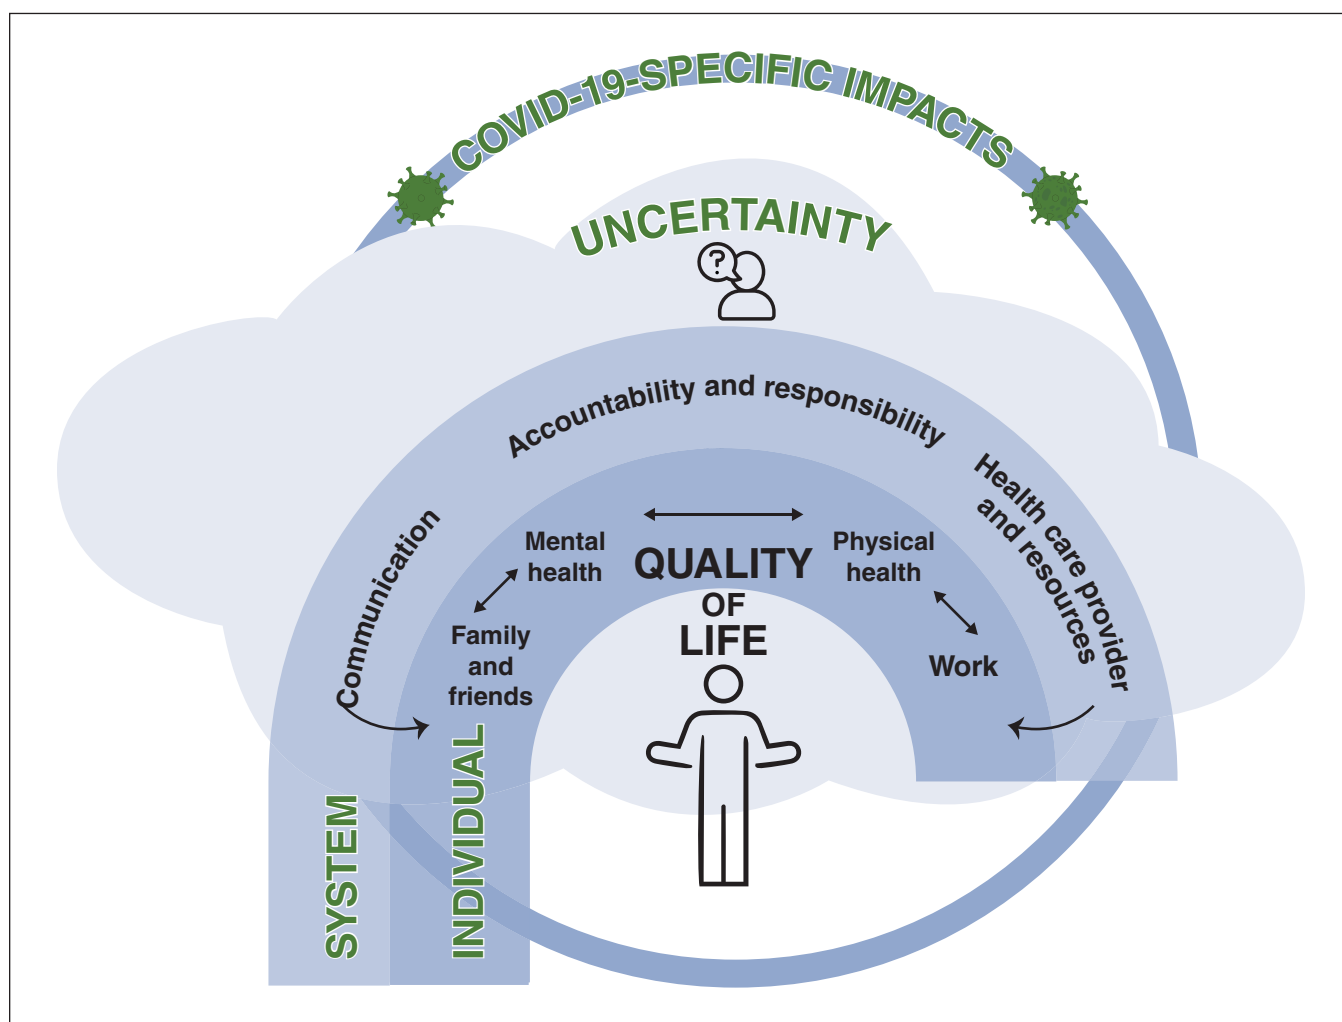 COVID-19-SPECIFIC IMPACTS
UNCERTAINTY
?
Accountability and responsibility
Communication
Health care provider
and resources
Mental
health
Physical
health
QUALITY
OF
LIFE
Family
and
friends
Work
SYSTEM
INDIVIDUAL